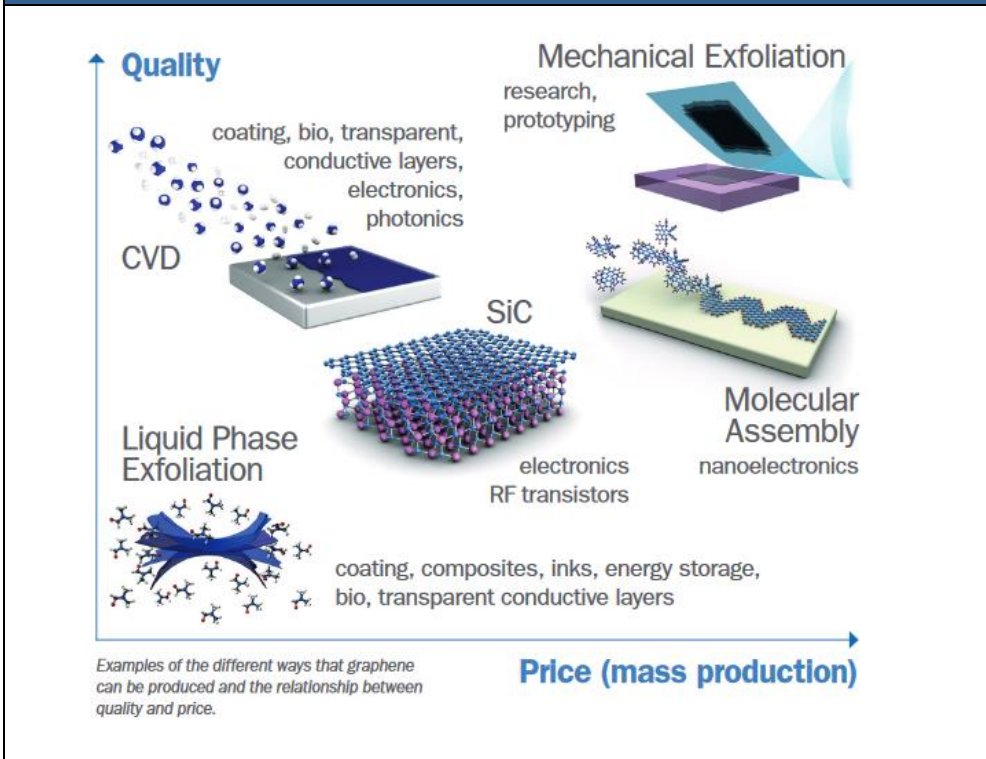 Quality
Mechanical Exfoliation
research,
prototyping
coating, bio, transparent,
conductive layers,
electronics,
photonics
CVD
SiC
Molecular
Assembly
nanoelectronics
Liquid Phase
Exfoliation
electronics
RF transistors
coating, composites, inks, energy storage,
bio, transparent conductive layers
Examples of the different ways that graphene
can be produced and the relationship between
quality and price.
Price (mass production)